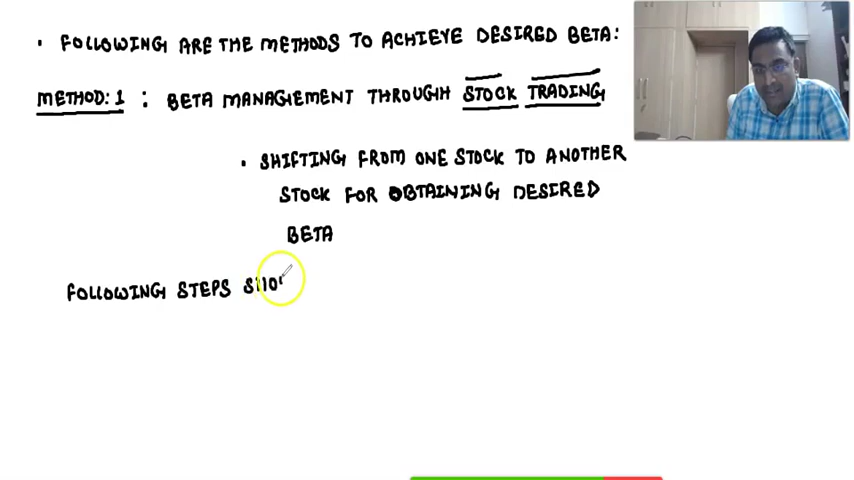 • FOLLOWING ARE THE METHODS TO ACHIEVE DESIRED BETA:
METHOD: 1 : BETA MANAGEMENT THROUGH STOCK TRADING
• SHIFTING FROM ONE STOCK TO ANOTHER
STOCK FOR OBTAINING DESIRED
BETA
FOLLOWING STEPS